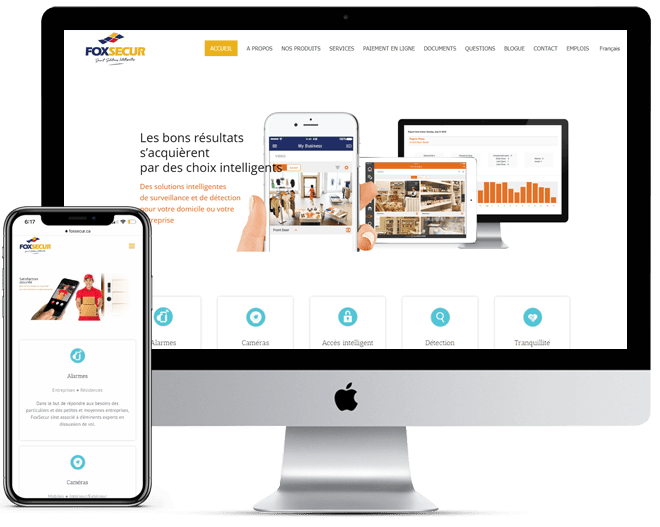 FOXSECUR
ACCUEIL A PROPOS NOS PRODUITS SERVICES PAIEMENT EN LIGNE DOCUMENTS QUESTIONS BLOGUE CONTACT EMPLOIS Français
Les bons résultats
s'acquièrent
par des choix intelligents
Des solutions intelligentes
de surveillance et de détection
pour votre domicile ou votre
entreprise
My Business
Front Door
Alarmes
Caméras
Accès intelligent
Détection
Tranquillité
6:17
foxsecur.ca
FOXSECUR
Satisfaction
Alarmes
Entreprises ● Résidences
Dans le but de répondre aux besoins des
particuliers et des petites et moyennes entreprises,
FoxSecur s'est associé à d'éminents experts en
dissuasion de vol.
Caméras